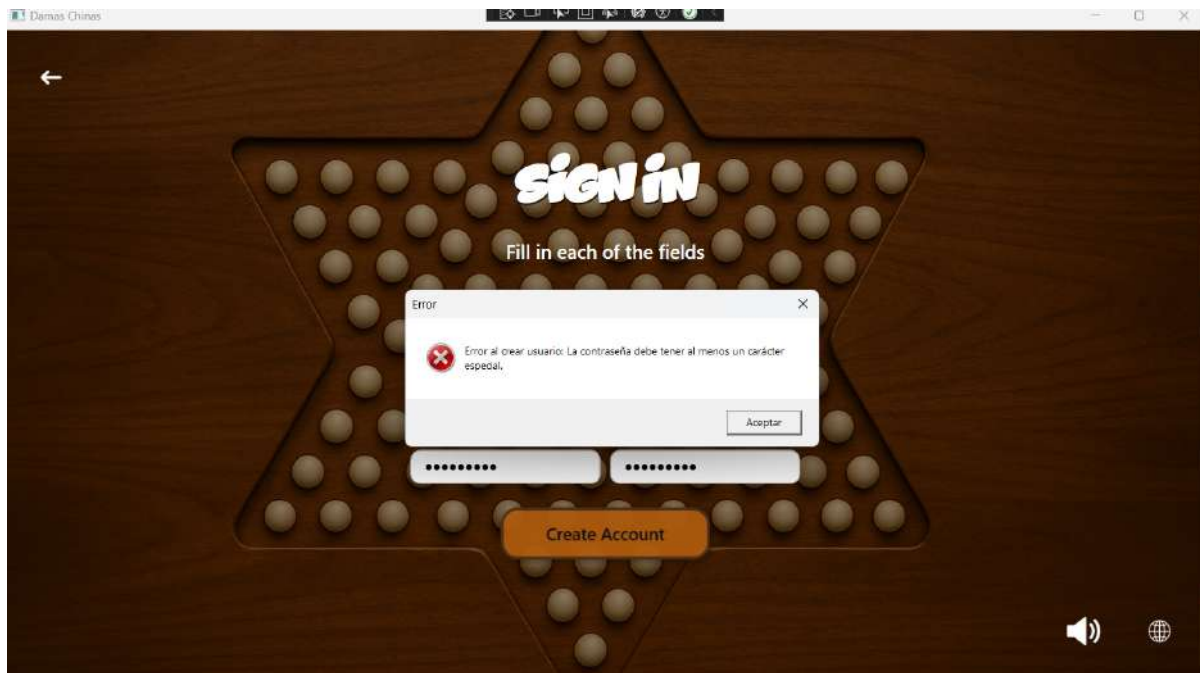 Damas Chinas
SIGN IN
Fill in each of the fields
Error
Error al crear usuario: La contraseña debe tener al menos un carácter
especial.
Aceptar
Create Account